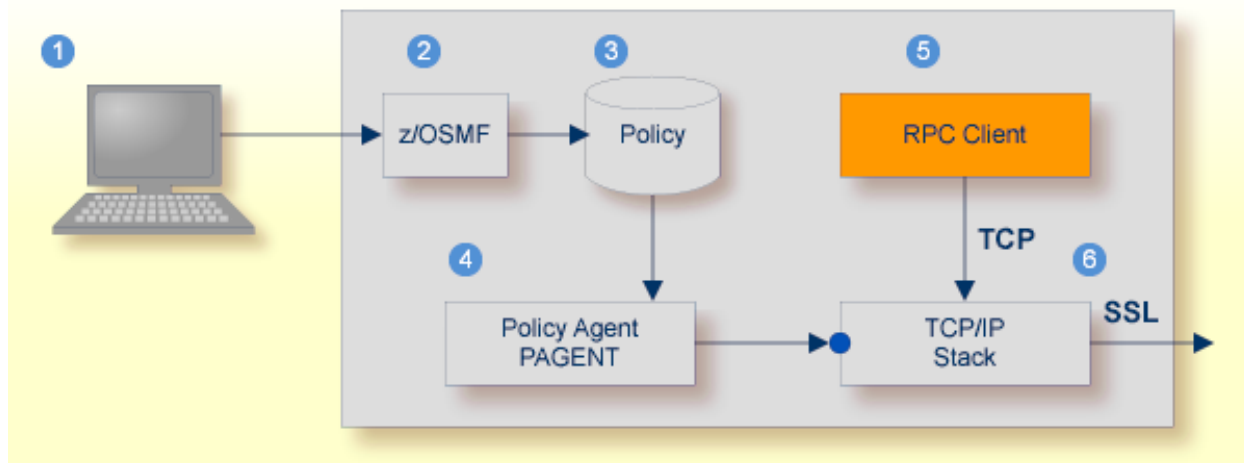 1
2
3
5
z/OSMF
Policy
RPC Client
TCP
4
6
Policy Agent
PAGENT
TCP/IP
Stack
SSL